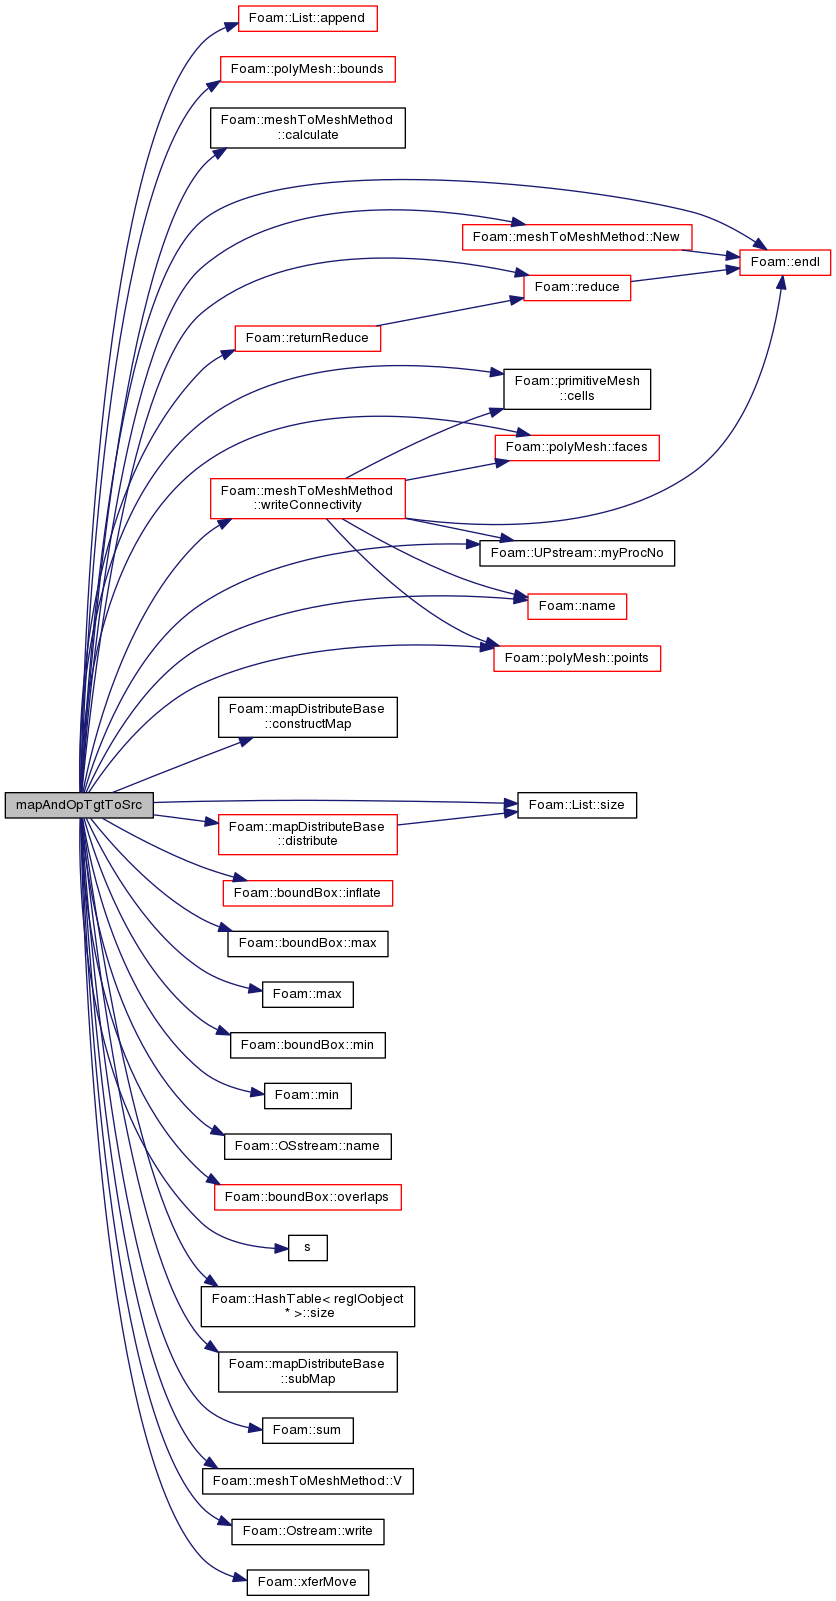 Foam::List::append
Foam::polyMesh::bounds
Foam::meshToMeshMethod
::calculate
Foam::meshToMeshMethod::New
Foam::endl
Foam::reduce
Foam::returnReduce
Foam::primitiveMesh
::cells
Foam::polyMesh::faces
Foam::meshToMeshMethod
::writeConnectivity
Foam::UPstream::myProcNo
Foam::name
Foam::polyMesh::points
Foam::mapDistributeBase
::constructMap
mapAndOpTgtToSrc
Foam::List::size
Foam::mapDistributeBase
::distribute
Foam::boundBox::inflate
Foam::boundBox::max
Foam::max
Foam::boundBox::min
Foam::min
Foam::OSstream::name
Foam::boundBox::overlaps
s
Foam::HashTable< regIOobject
* >::size
Foam::mapDistributeBase
::subMap
Foam::sum
Foam::meshToMeshMethod::V
Foam::Ostream::write
Foam::xferMove